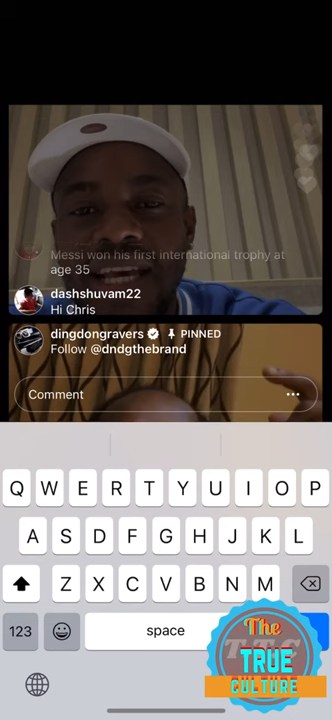 Messi won his first international trophy at
age 35
dashshuvam22
Hi Chris
dingdongravers PINNED
Follow @dndgthebrand
Comment
Q W E R T Y U I O P
A S D F G H J K L
Z X C V B N M
123 space
The
T.T.C
TRUE
CULTURE